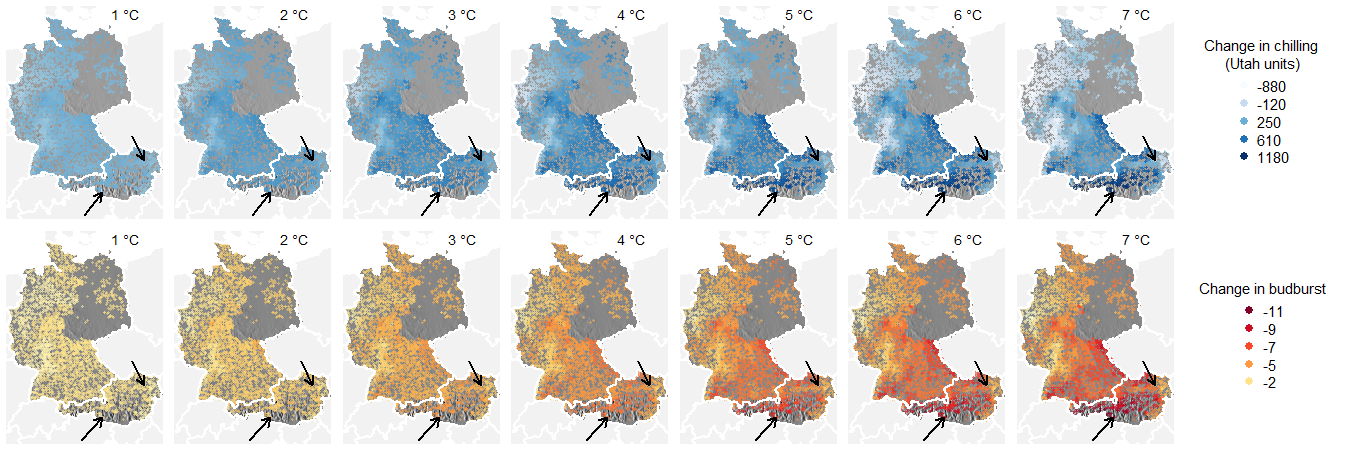 1 °C 2 °C 3 °C 4 °C 5 °C 6 °C 7 °C
Change in chilling
(Utah units)
-880
-120
250
610
1180
1 °C 2 °C 3 °C 4 °C 5 °C 6 °C 7 °C
Change in budburst
-11
-9
-7
-5
-2